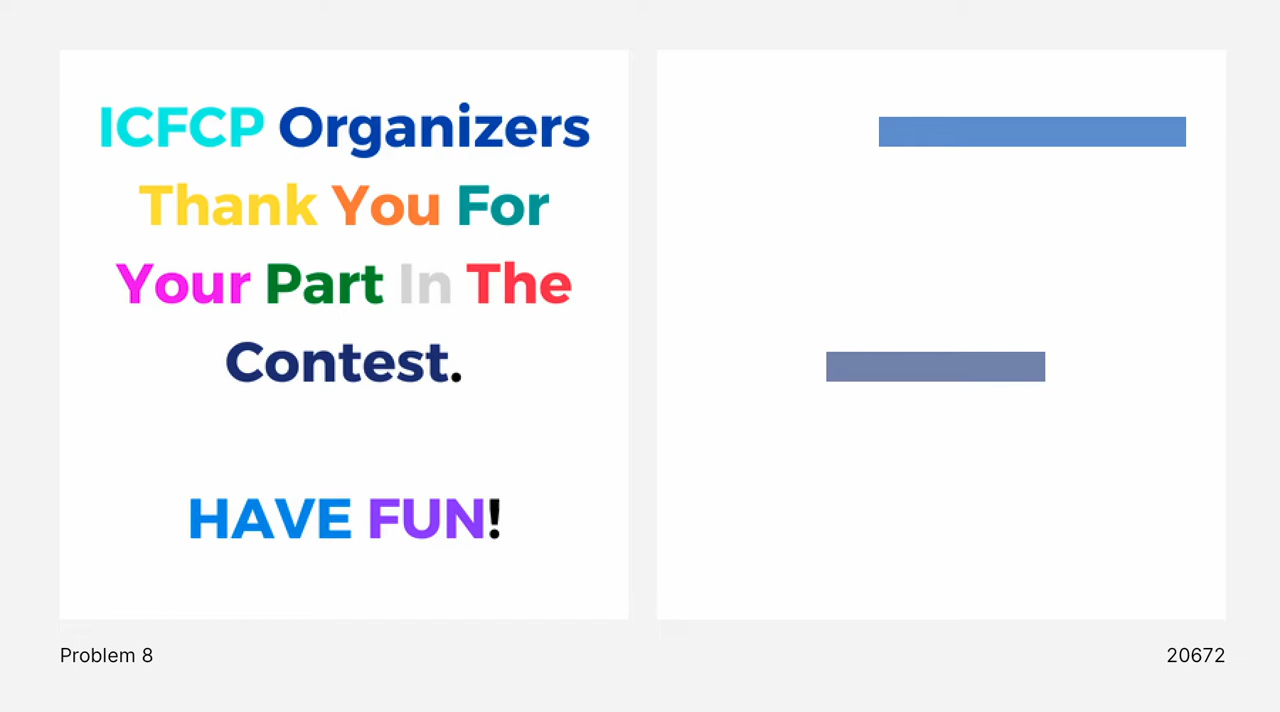 ICFCP Organizers
Thank You For
Your Part In The
Contest.
HAVE FUN!
Problem 8
20672